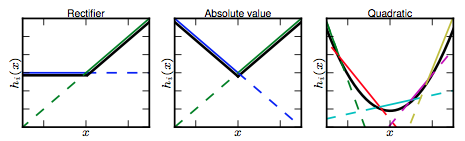 Rectifier
h_i(x)
x
Absolute value
h_i(x)
x
Quadratic
h_i(x)
x